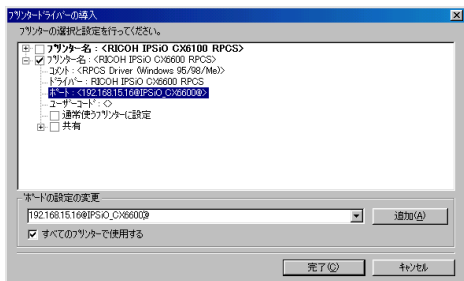 プリンタードライバーの導入
プリンターの選択と設定を行ってください。
プリンター名 : <RICOH IPSiO CX6100 RPCS>
プリンター名 : <RICOH IPSiO CX6600 RPCS>
コメント : <RPCS Driver (Windows 95/98/Me)>
ドライバー : RICOH IPSiO CX6600 RPCS
ポート : <192.168.15.16@IPSiO_CX6600@>
ユーザーコード : <>
通常使うプリンターに設定
共有
'ポート'の設定の変更
192.168.15.16@IPSiO_CX6600@
追加(A)
すべてのプリンターで使用する
完了(O)
キャンセル